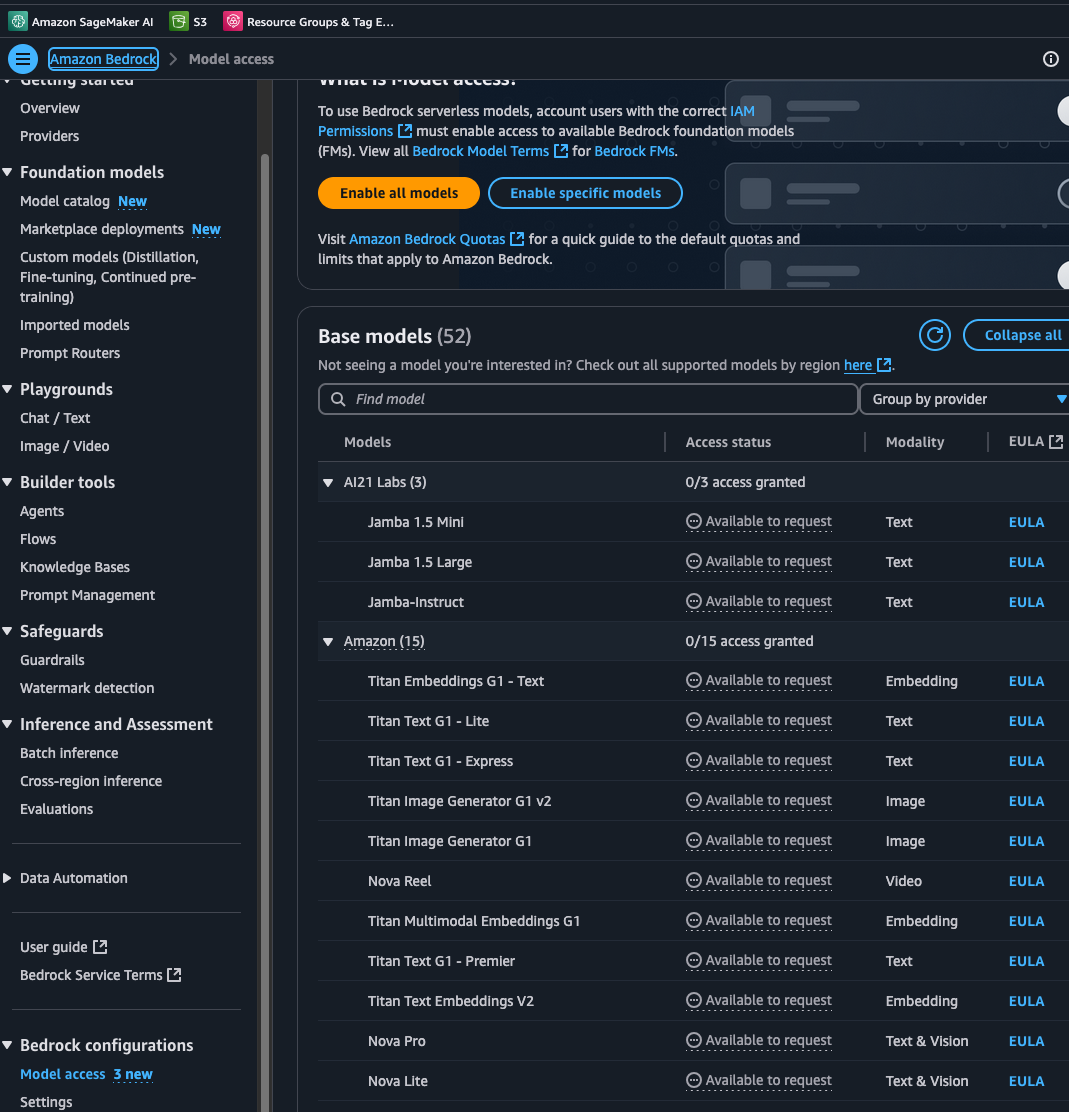 Amazon SageMaker AI S3 Resource Groups & Tag E...
Amazon Bedrock Model access
Getting started
Overview
Providers
Foundation models
Model catalog New
Marketplace deployments New
Custom models (Distillation,
Fine-tuning, Continued pre-
training)
Imported models
Prompt Routers
Playgrounds
Chat / Text
Image / Video
Builder tools
Agents
Flows
Knowledge Bases
Prompt Management
Safeguards
Guardrails
Watermark detection
Inference and Assessment
Batch inference
Cross-region inference
Evaluations
Data Automation
User guide
Bedrock Service Terms
Bedrock configurations
Model access 3 new
Settings
What is Model access?
To use Bedrock serverless models, account users with the correct IAM
Permissions must enable access to available Bedrock foundation models
(FMs). View all Bedrock Model Terms for Bedrock FMs.
Enable all models Enable specific models
Visit Amazon Bedrock Quotas for a quick guide to the default quotas and
limits that apply to Amazon Bedrock.
Base models (52)
Collapse all
Not seeing a model you're interested in? Check out all supported models by region here.
Find model Group by provider
Models Access status Modality EULA
AI21 Labs (3) 0/3 access granted
Jamba 1.5 Mini Available to request Text EULA
Jamba 1.5 Large Available to request Text EULA
Jamba-Instruct Available to request Text EULA
Amazon (15) 0/15 access granted
Titan Embeddings G1 - Text Available to request Embedding EULA
Titan Text G1 - Lite Available to request Text EULA
Titan Text G1 - Express Available to request Text EULA
Titan Image Generator G1 v2 Available to request Image EULA
Titan Image Generator G1 Available to request Image EULA
Nova Reel Available to request Video EULA
Titan Multimodal Embeddings G1 Available to request Embedding EULA
Titan Text G1 - Premier Available to request Text EULA
Titan Text Embeddings V2 Available to request Embedding EULA
Nova Pro Available to request Text & Vision EULA
Nova Lite Available to request Text & Vision EULA